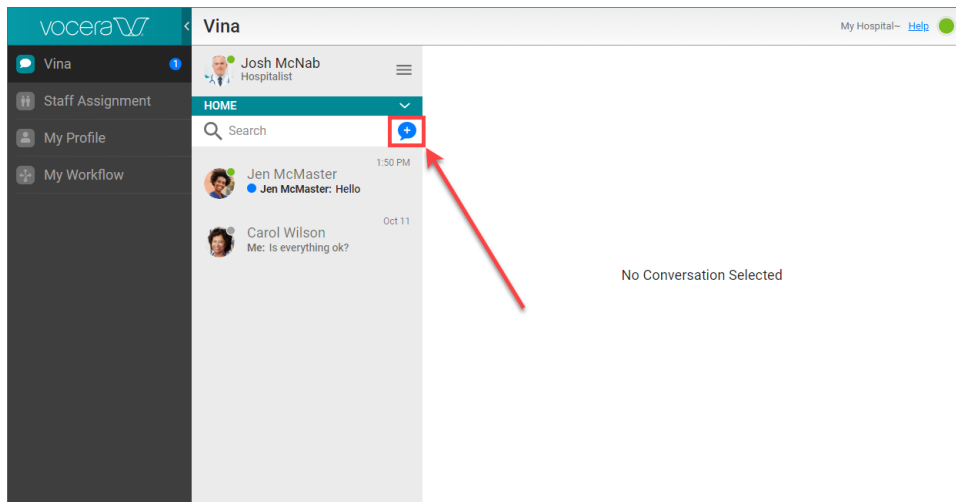 vocera
Vina
My Hospital~ Help
Vina 1
Staff Assignment
My Profile
My Workflow
Josh McNab
Hospitalist
HOME
Search
1:50 PM
Jen McMaster
Jen McMaster: Hello
Oct 11
Carol Wilson
Me: Is everything ok?
No Conversation Selected